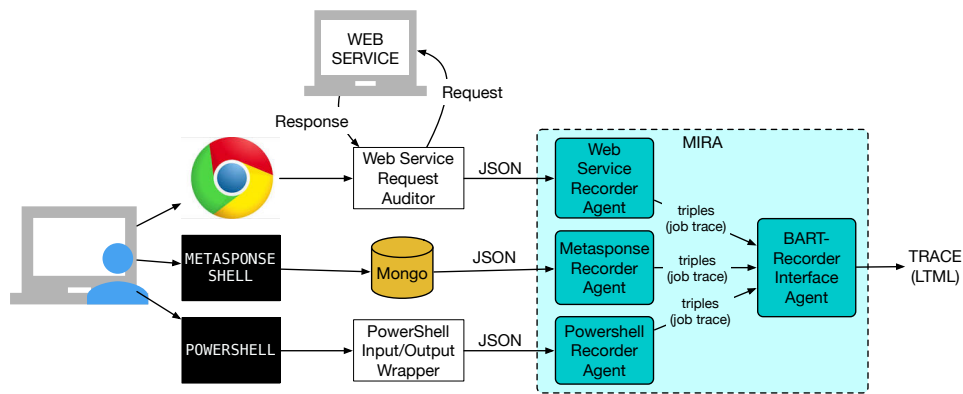 WEB
SERVICE
Request
Response
MIRA
Web Service
Request
Auditor
JSON
Web
Service
Recorder
Agent
triples
(job trace)
METASPONSE
SHELL
Mongo
JSON
Metasponse
Recorder
Agent
triples
(job trace)
BART-
Recorder
Interface
Agent
TRACE
(LTML)
POWERSHELL
PowerShell
Input/Output
Wrapper
JSON
Powershell
Recorder
Agent
triples
(job trace)